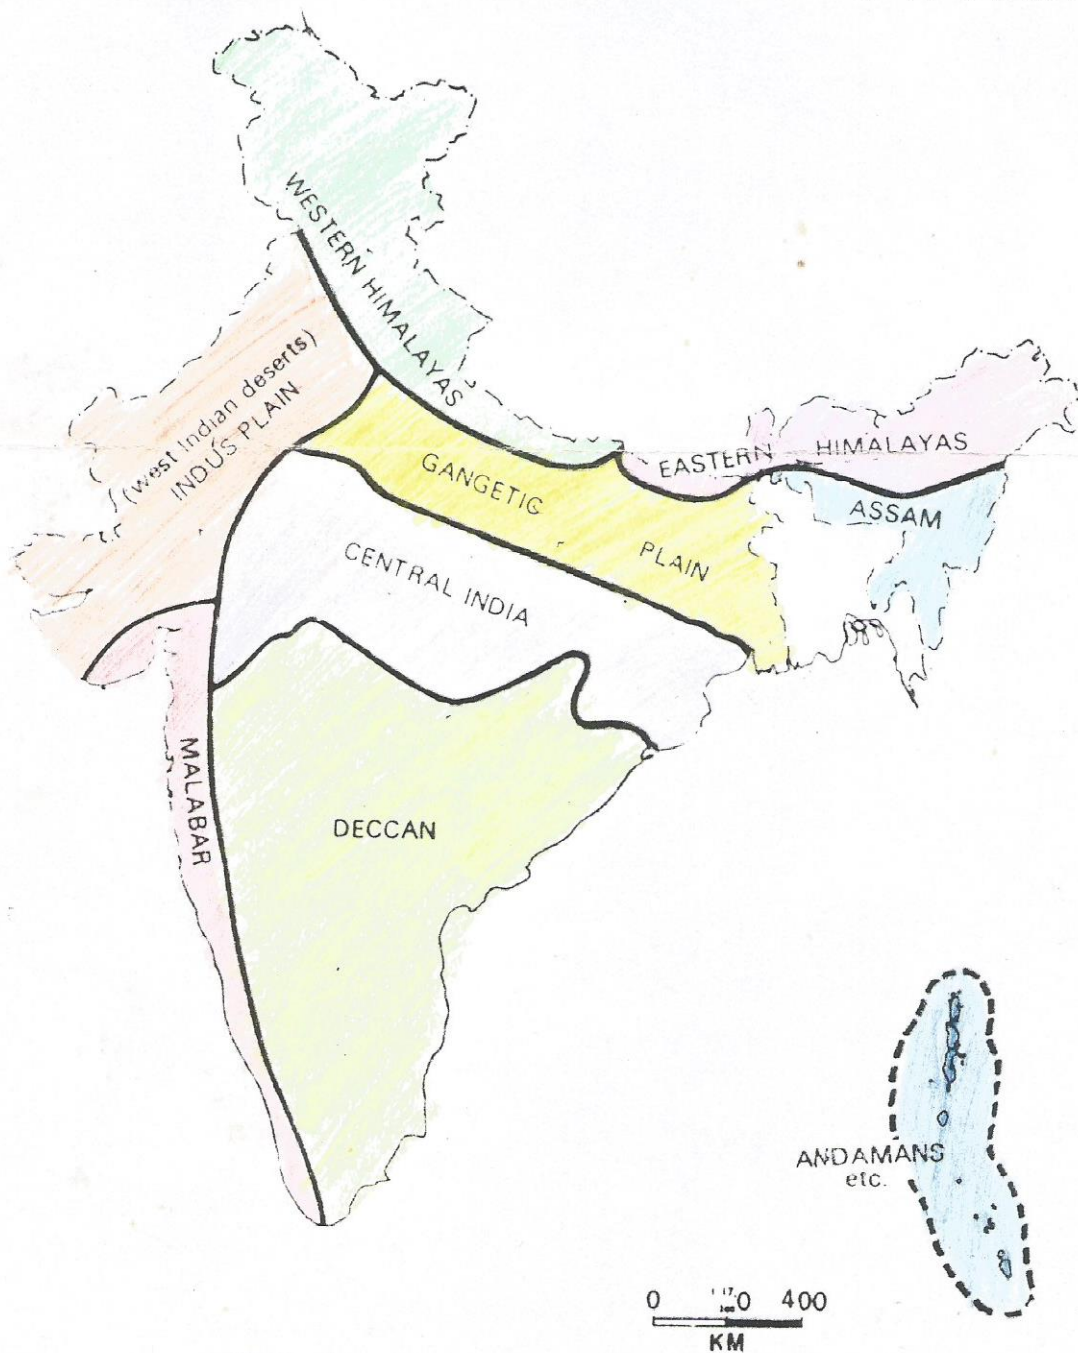 WESTERN HIMALAYAS
(west Indian deserts)
INDUS PLAIN
GANGETIC
PLAIN
EASTERN HIMALAYAS
ASSAM
CENTRAL INDIA
MALABAR
DECCAN
ANDAMANS
etc.
0 400
KM